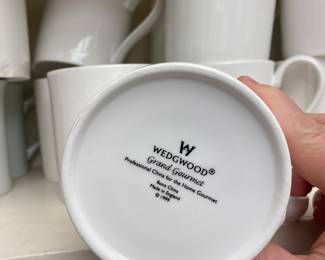 W
WEDGWOOD®
Grand Gourmet
Professional China for the Home Gourmet
Bone China
Made in England
© 1998